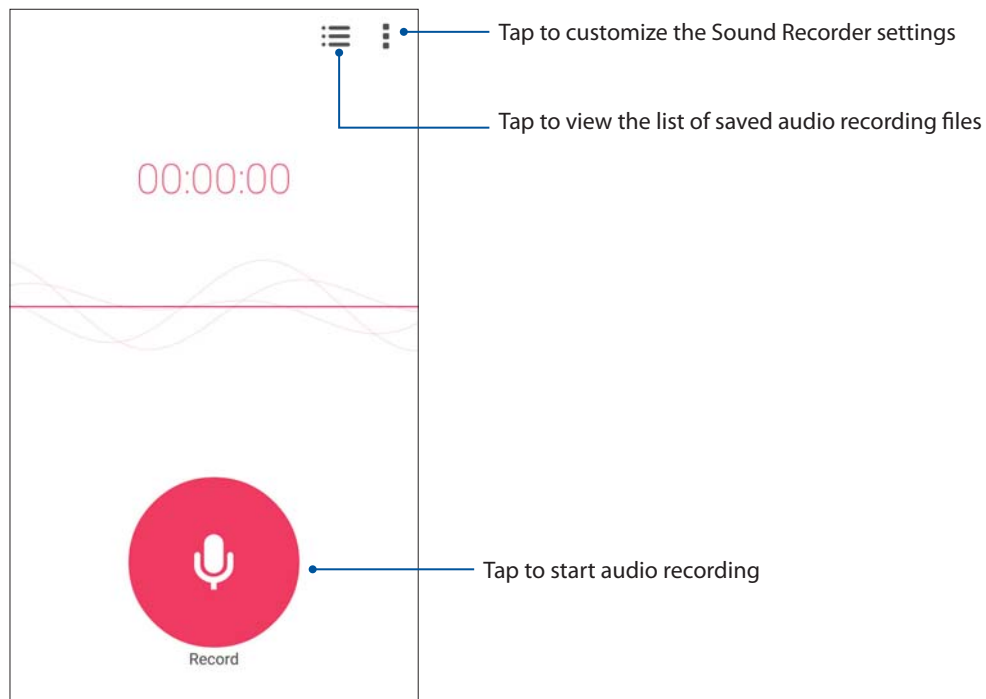 Tap to customize the Sound Recorder settings
Tap to view the list of saved audio recording files
00:00:00
Tap to start audio recording
Record